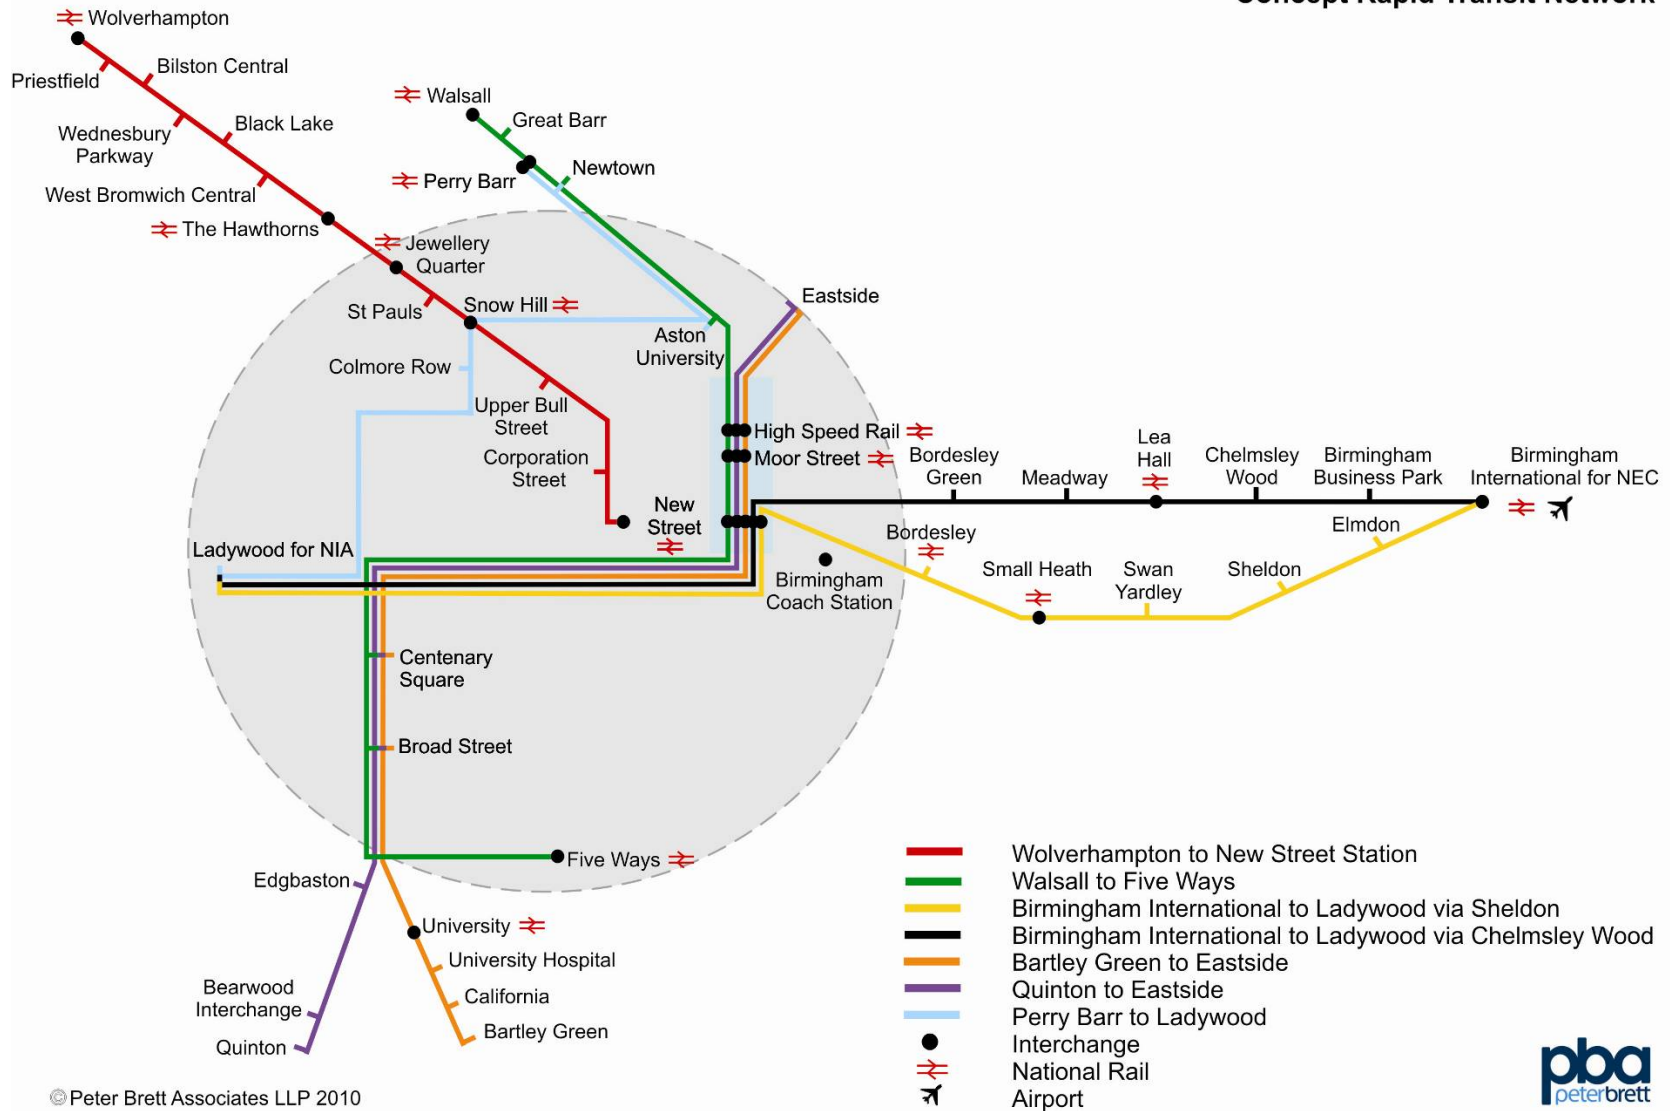 Concept Rapid Transit Network
Wolverhampton
Priestfield
Bilston Central
Wednesbury
Parkway
Black Lake
West Bromwich Central
The Hawthorns
Jewellery
Quarter
St Pauls
Snow Hill
Colmore Row
Upper Bull
Street
Corporation
Street
New
Street
Walsall
Great Barr
Perry Barr
Newtown
Aston
University
Eastside
High Speed Rail
Moor Street
Bordesley
Green
Meadway
Lea
Hall
Chelmsley
Wood
Birmingham
Business Park
Birmingham
International for NEC
Elmdon
Bordesley
Small Heath
Swan
Yardley
Sheldon
Birmingham
Coach Station
Ladywood for NIA
Centenary
Square
Broad Street
Five Ways
Edgbaston
Bearwood
Interchange
Quinton
University
University Hospital
California
Bartley Green
Wolverhampton to New Street Station
Walsall to Five Ways
Birmingham International to Ladywood via Sheldon
Birmingham International to Ladywood via Chelmsley Wood
Bartley Green to Eastside
Quinton to Eastside
Perry Barr to Ladywood
Interchange
National Rail
Airport
©Peter Brett Associates LLP 2010
pba
peterbrett